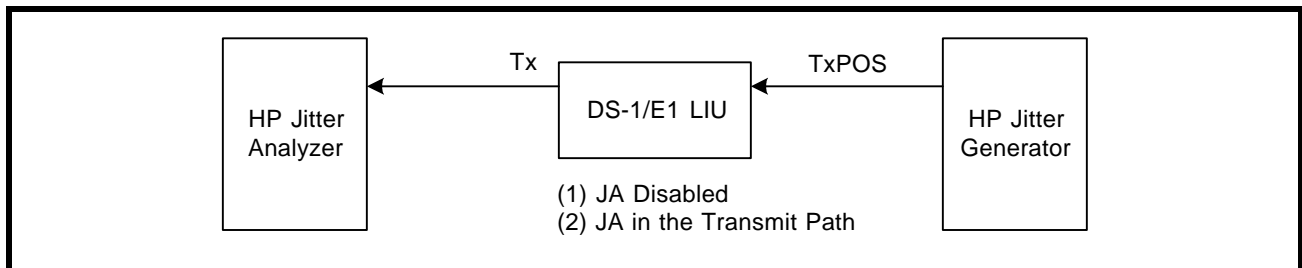 Tx
TxPOS
HP Jitter
Analyzer
DS-1/E1 LIU
HP Jitter
Generator
(1) JA Disabled
(2) JA in the Transmit Path